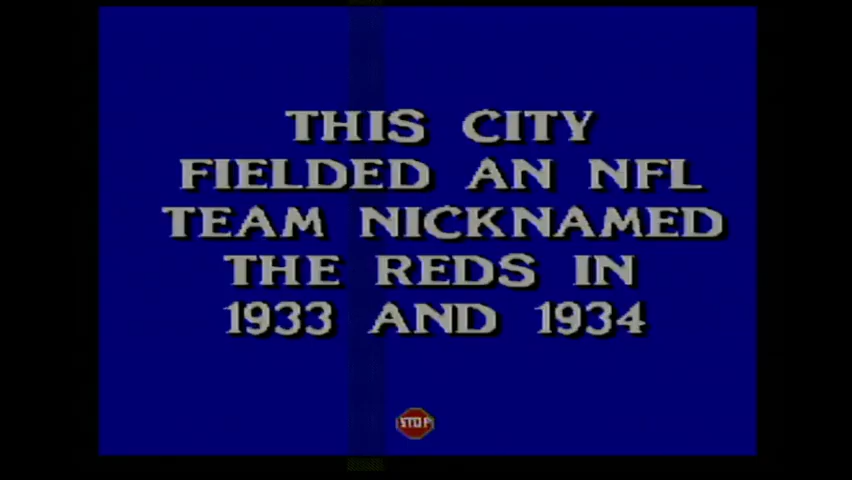 THIS CITY
FIELDED AN NFL
TEAM NICKNAMED
THE REDS IN
1933 AND 1934
STOP